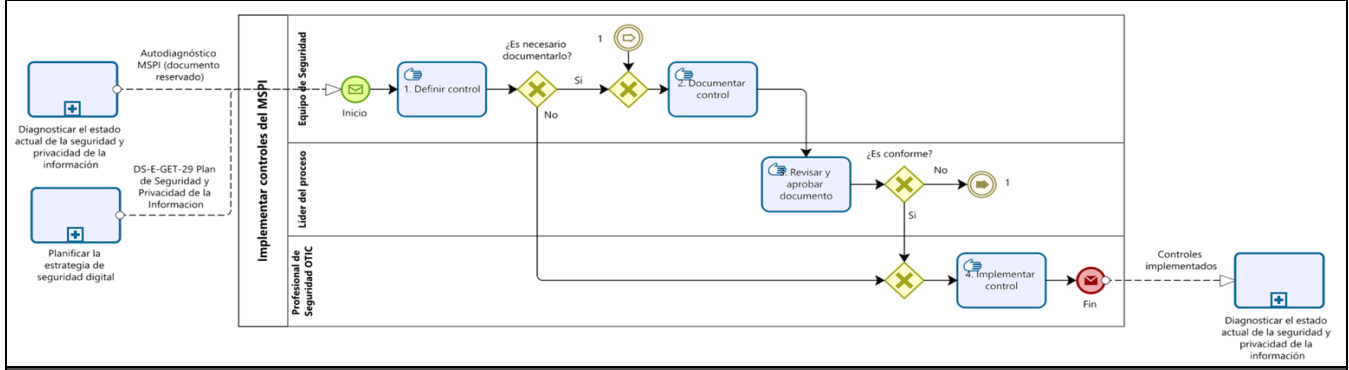 Autodiagnóstico
MSPI (documento
reservado)
Diagnosticar el estado
actual de la seguridad y
privacidad de la
información
DS-E-GET-29 Plan
de Seguridad y
Privacidad de la
Informacion
Planificar la
estrategia de
seguridad digital
Implementar controles del MSPI
Equipo de Seguridad
Inicio
1. Definir control
¿Es necesario
documentarlo?
Si
No
1
2. Documentar
control
Lider del proceso
3. Revisar y
aprobar
documento
¿Es conforme?
No
1
Si
Profesional de
Seguridad OTIC
4. Implementar
control
Fin
Controles
implementados
Diagnosticar el estado
actual de la seguridad y
privacidad de la
información